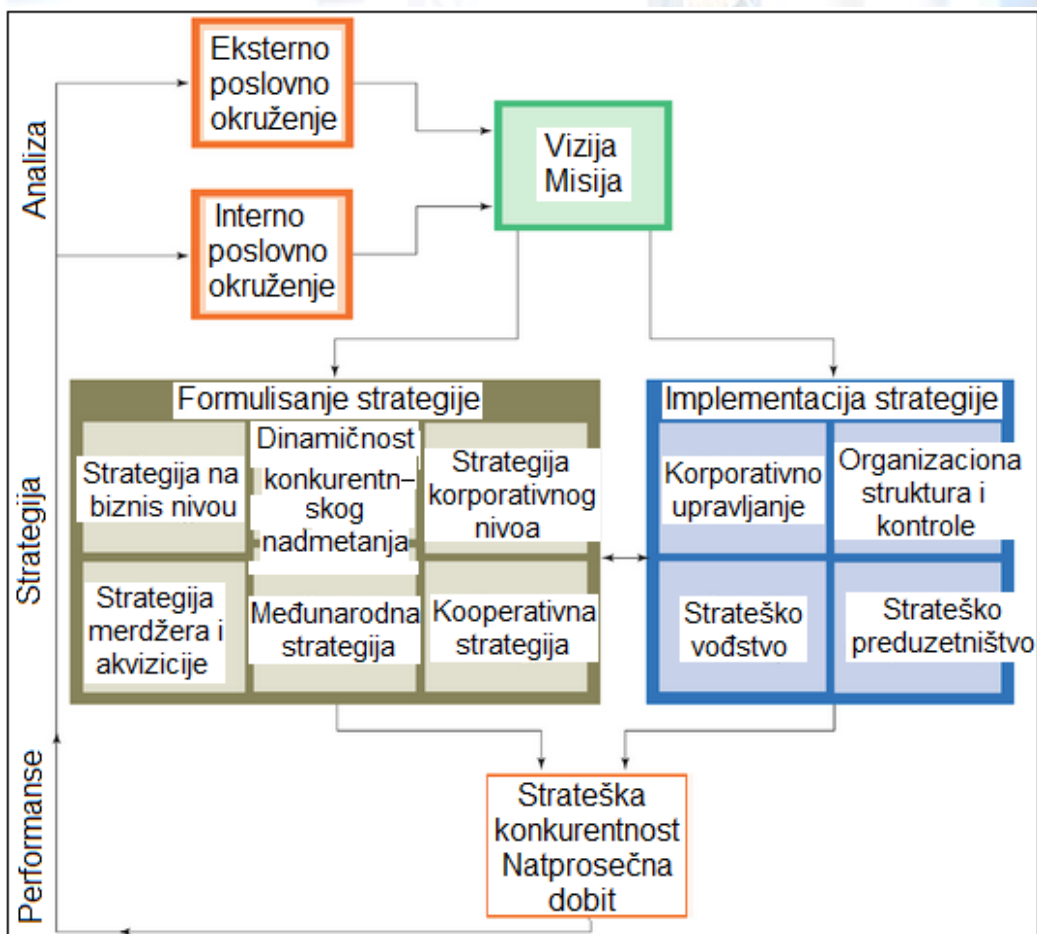 Analiza
Eksterno
poslovno
okruženje
Interno
poslovno
okruženje
Vizija
Misija
Strategija
Formulisanje strategije
Strategija na
biznis nivou
Dinamičnost
konkurentn–
skog
nadmetanja
Strategija
korporativnog
nivoa
Strategija
merdžera i
akvizicije
Međunarodna
strategija
Kooperativna
strategija
Implementacija strategije
Korporativno
upravljanje
Organizaciona
struktura i
kontrole
Strateško
vođstvo
Strateško
preduzetništvo
Performanse
Strateška
konkurentnost
Natprosečna
dobit